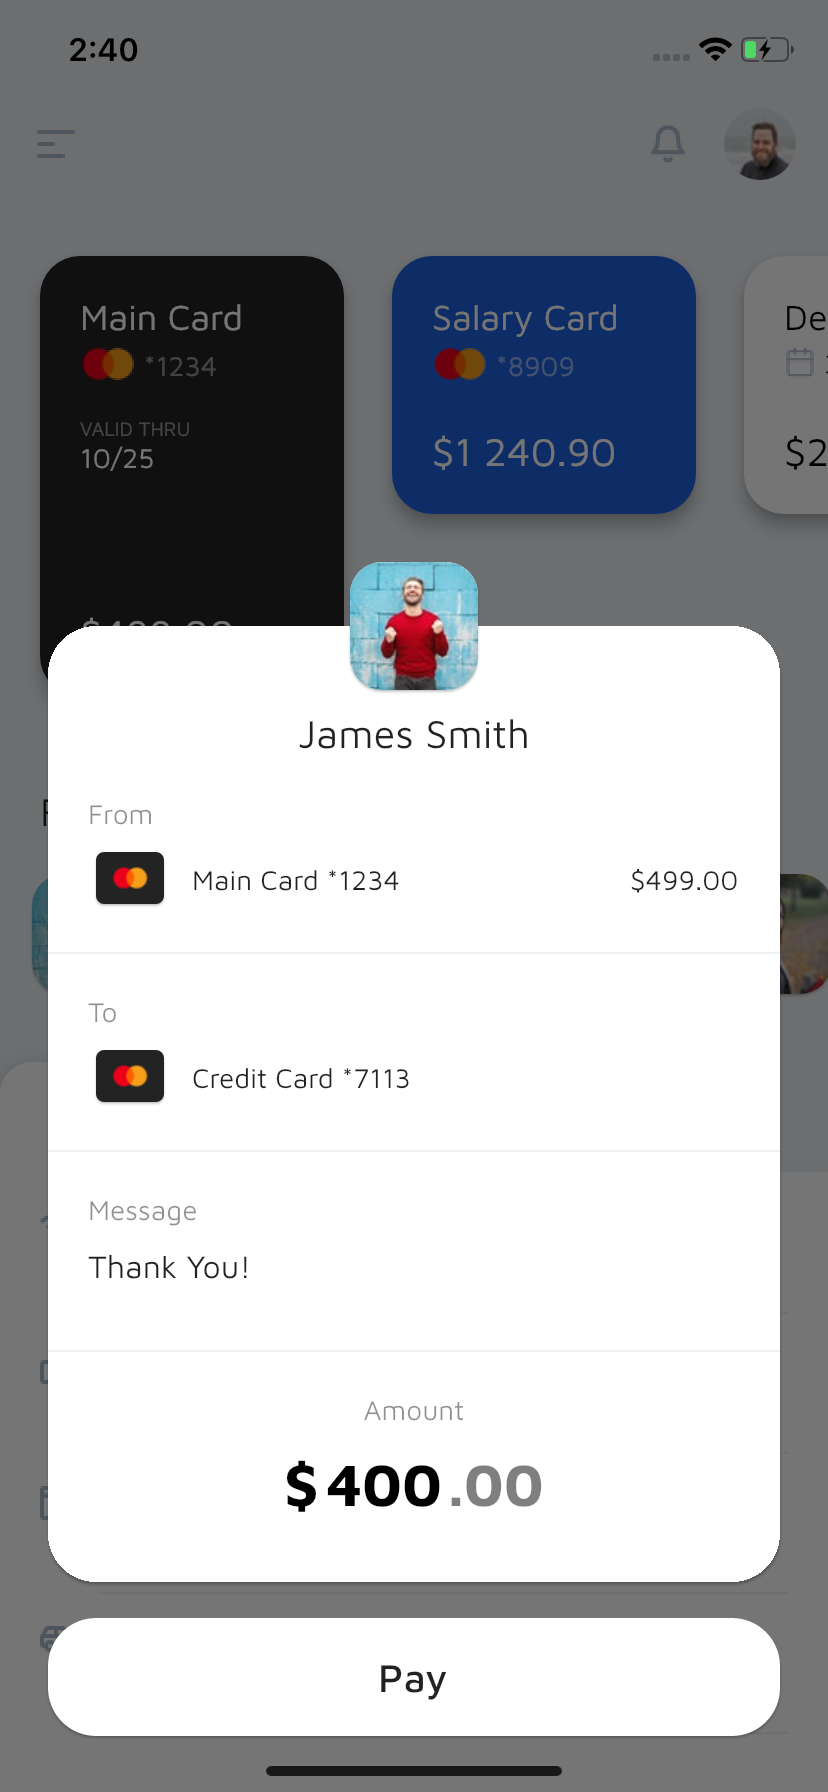 2:40
Main Card
*1234
VALID THRU
10/25
Salary Card
*8909
$1 240.90
De
$2
James Smith
From
Main Card *1234 $499.00
To
Credit Card *7113
Message
Thank You!
Amount
$400.00
Pay